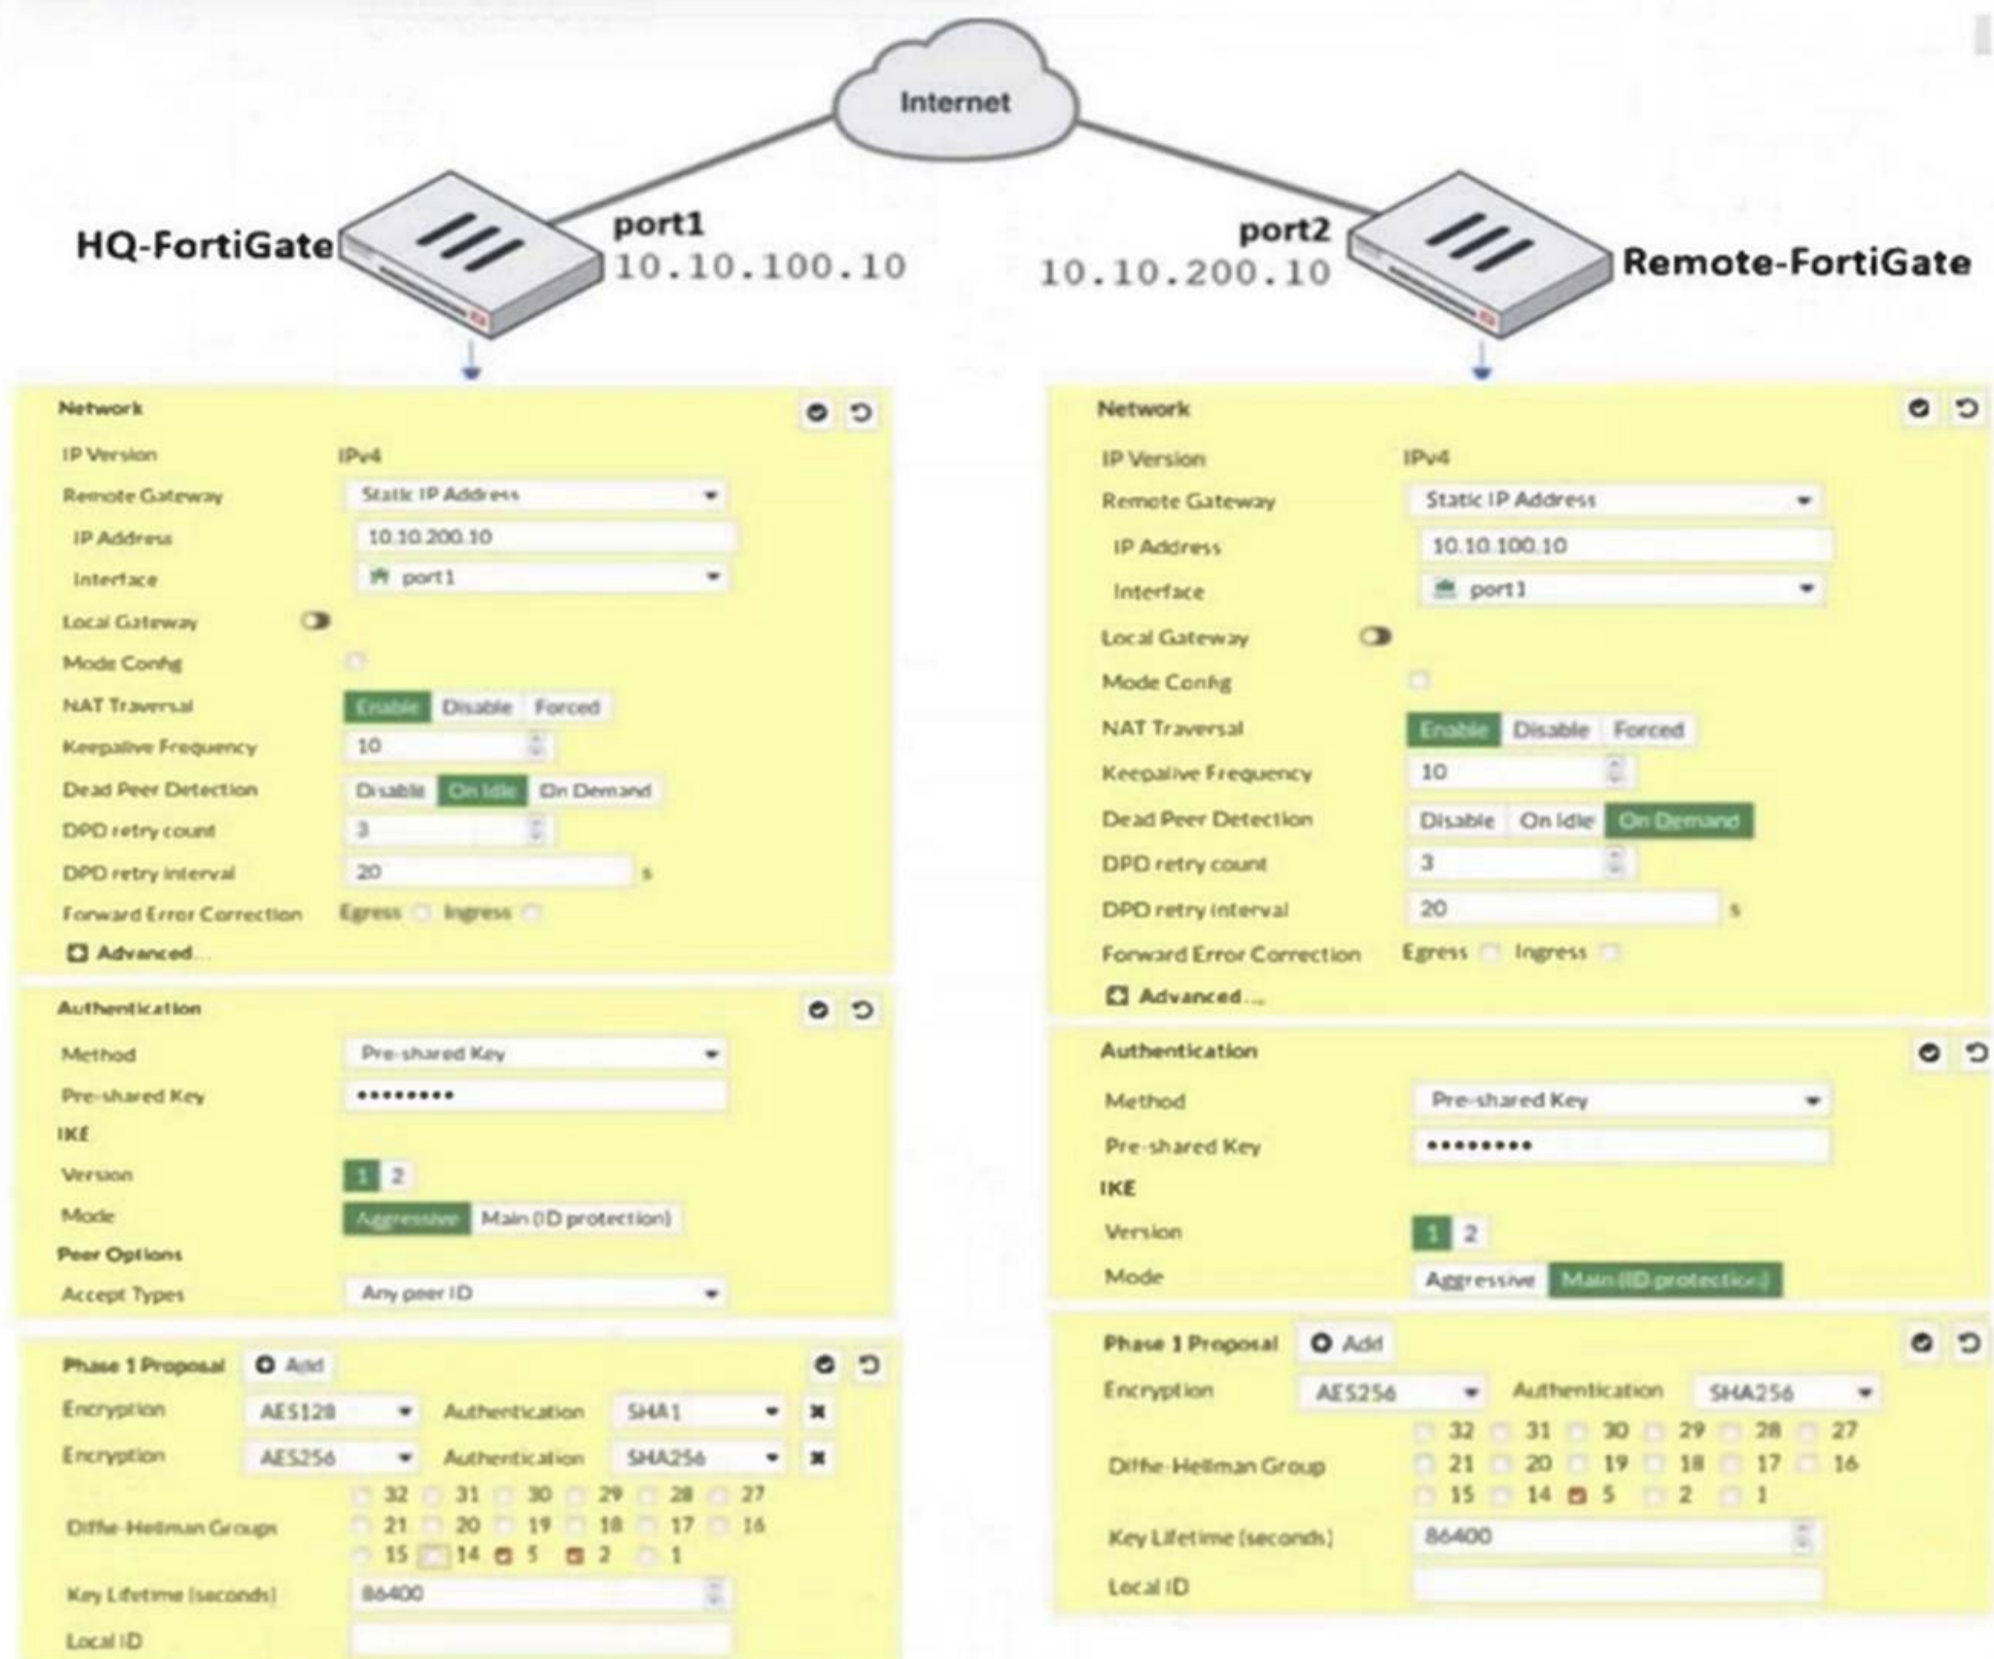 Internet
HQ-FortiGate
port1
10.10.100.10
port2
10.10.200.10
Remote-FortiGate
Network
IP Version IPv4
Remote Gateway Static IP Address
IP Address 10.10.200.10
Interface port1
Local Gateway
Mode Config
NAT Traversal Enable Disable Forced
Keepalive Frequency 10
Dead Peer Detection Disable On Idle On Demand
DPD retry count 3
DPD retry interval 20 s
Forward Error Correction Egress Ingress
Advanced...
Authentication
Method Pre-shared Key
Pre-shared Key ••••••••
IKE
Version 1 2
Mode Aggressive Main (ID protection)
Peer Options
Accept Types Any peer ID
Phase 1 Proposal Add
Encryption AES128 Authentication SHA1
Encryption AES256 Authentication SHA256
32 31 30 29 28 27
Diffie-Hellman Groups 21 20 19 18 17 16
15 14 5 2 1
Key Lifetime (seconds) 86400
Local ID
Network
IP Version IPv4
Remote Gateway Static IP Address
IP Address 10.10.100.10
Interface port1
Local Gateway
Mode Config
NAT Traversal Enable Disable Forced
Keepalive Frequency 10
Dead Peer Detection Disable On Idle On Demand
DPD retry count 3
DPD retry interval 20 s
Forward Error Correction Egress Ingress
Advanced...
Authentication
Method Pre-shared Key
Pre-shared Key ••••••••
IKE
Version 1 2
Mode Aggressive Main (ID protection)
Phase 1 Proposal Add
Encryption AES256 Authentication SHA256
32 31 30 29 28 27
Diffie-Hellman Group 21 20 19 18 17 16
15 14 5 2 1
Key Lifetime (seconds) 86400
Local ID